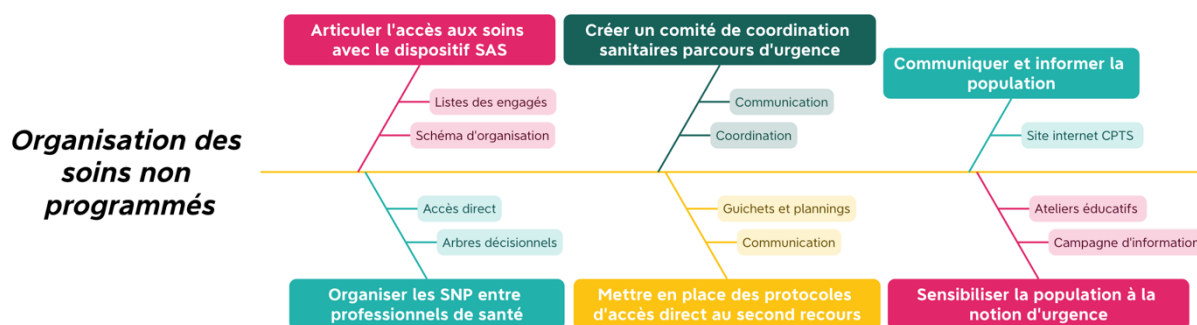 Organisation des
soins non
programmés
Articuler l'accès aux soins
avec le dispositif SAS
Listes des engagés
Schéma d'organisation
Créer un comité de coordination
sanitaires parcours d'urgence
Communication
Coordination
Communiquer et informer la
population
Site internet CPTS
Accès direct
Arbres décisionnels
Organiser les SNP entre
professionnels de santé
Guichets et plannings
Communication
Mettre en place des protocoles
d'accès direct au second recours
Ateliers éducatifs
Campagne d'information
Sensibiliser la population à la
notion d'urgence